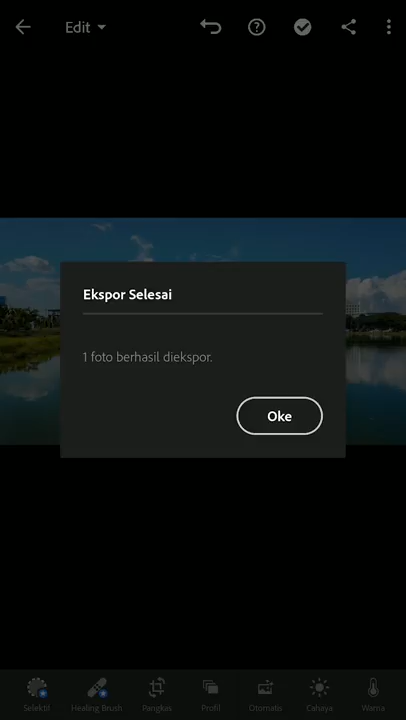 Edit
Ekspor Selesai
1 foto berhasil diekspor.
Oke
Selektif
Healing Brush
Pangkas
Profil
Otomatis
Cahaya
Warna